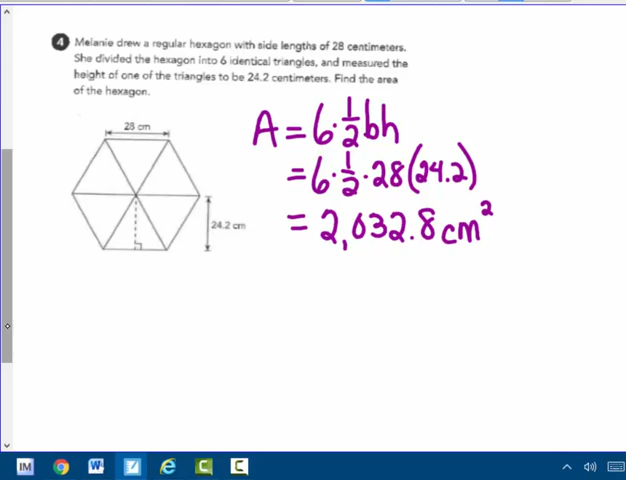 4 Melanie drew a regular hexagon with side lengths of 28 centimeters.
She divided the hexagon into 6 identical triangles, and measured the
height of one of the triangles to be 24.2 centimeters. Find the area
of the hexagon.
28 cm
24.2 cm
A = 6·1/2bh
= 6·1/2·28(24.2)
= 2,032.8 cm²
IM